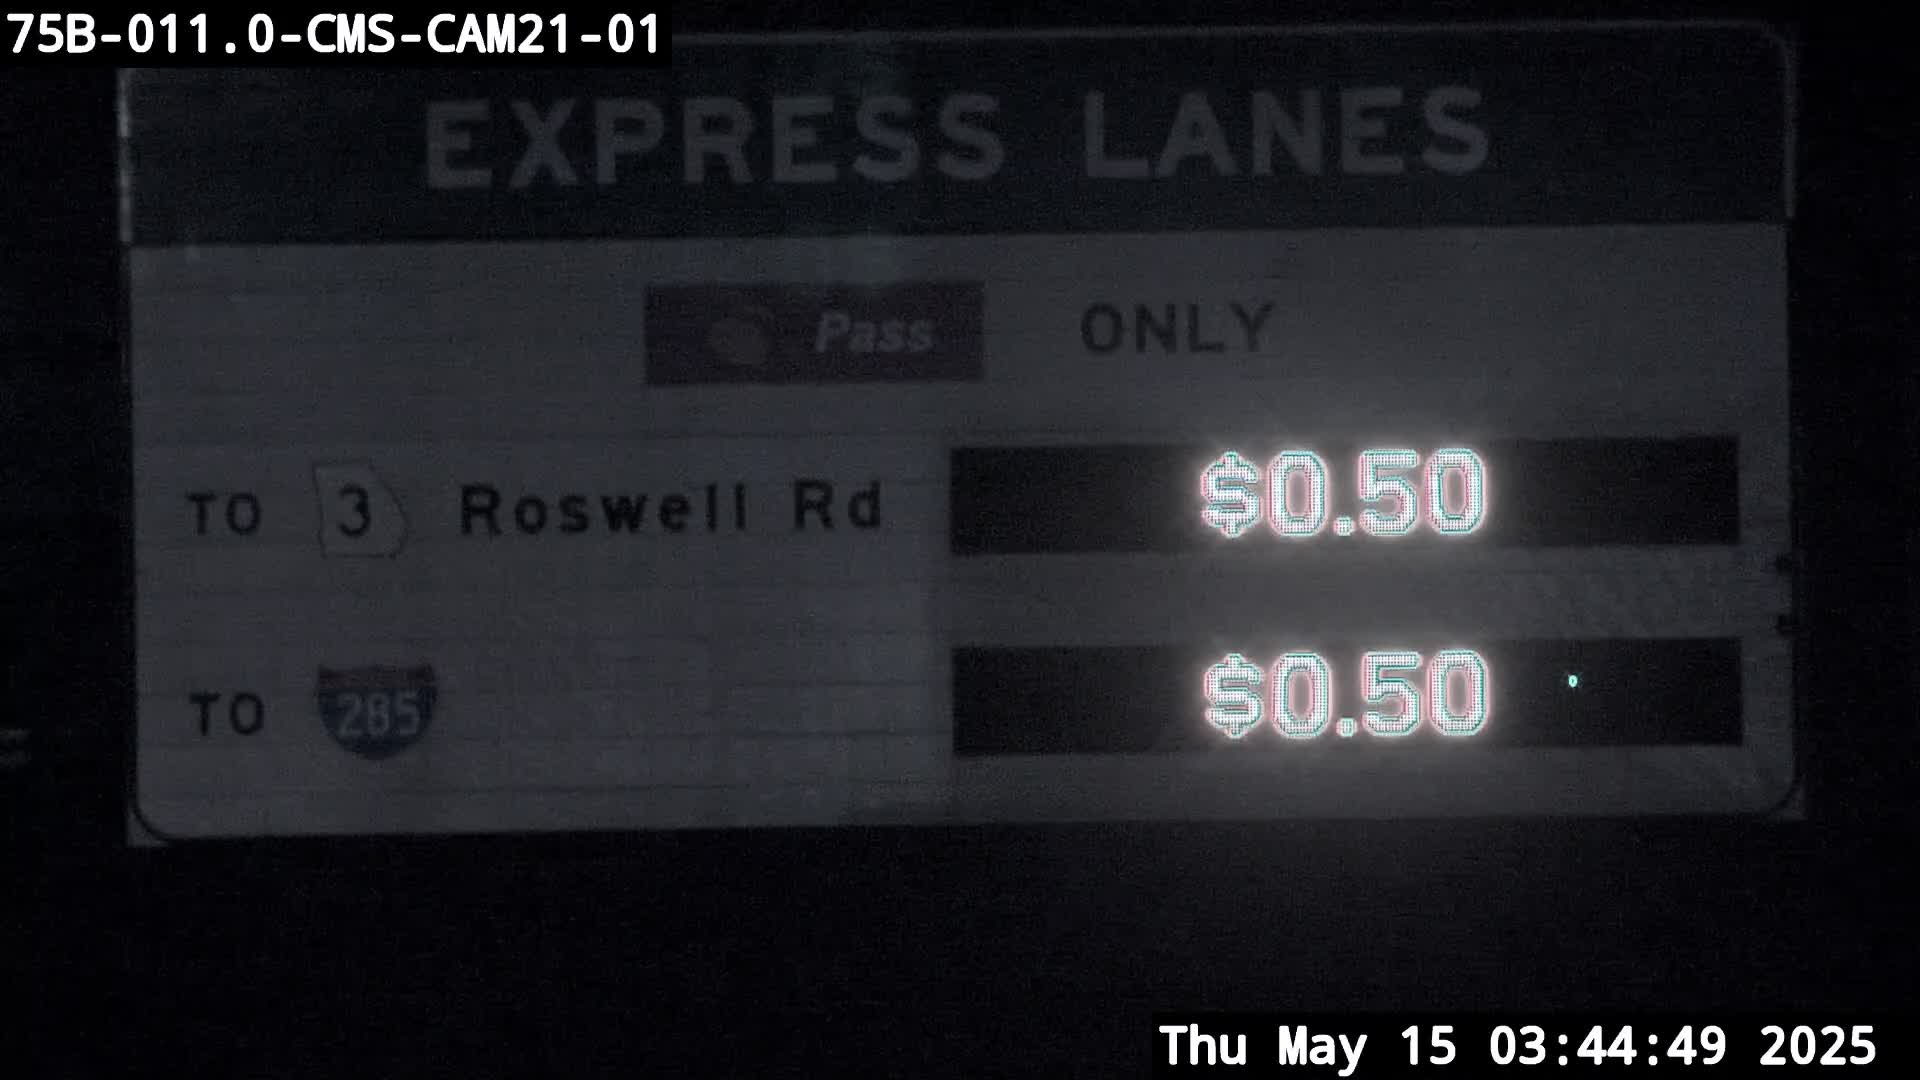 75B-011.0-CMS-CAM21-01
EXPRESS LANES
Pass ONLY
TO 3 Roswell Rd $0.50
TO 285 $0.50
Thu May 15 03:44:49 2025